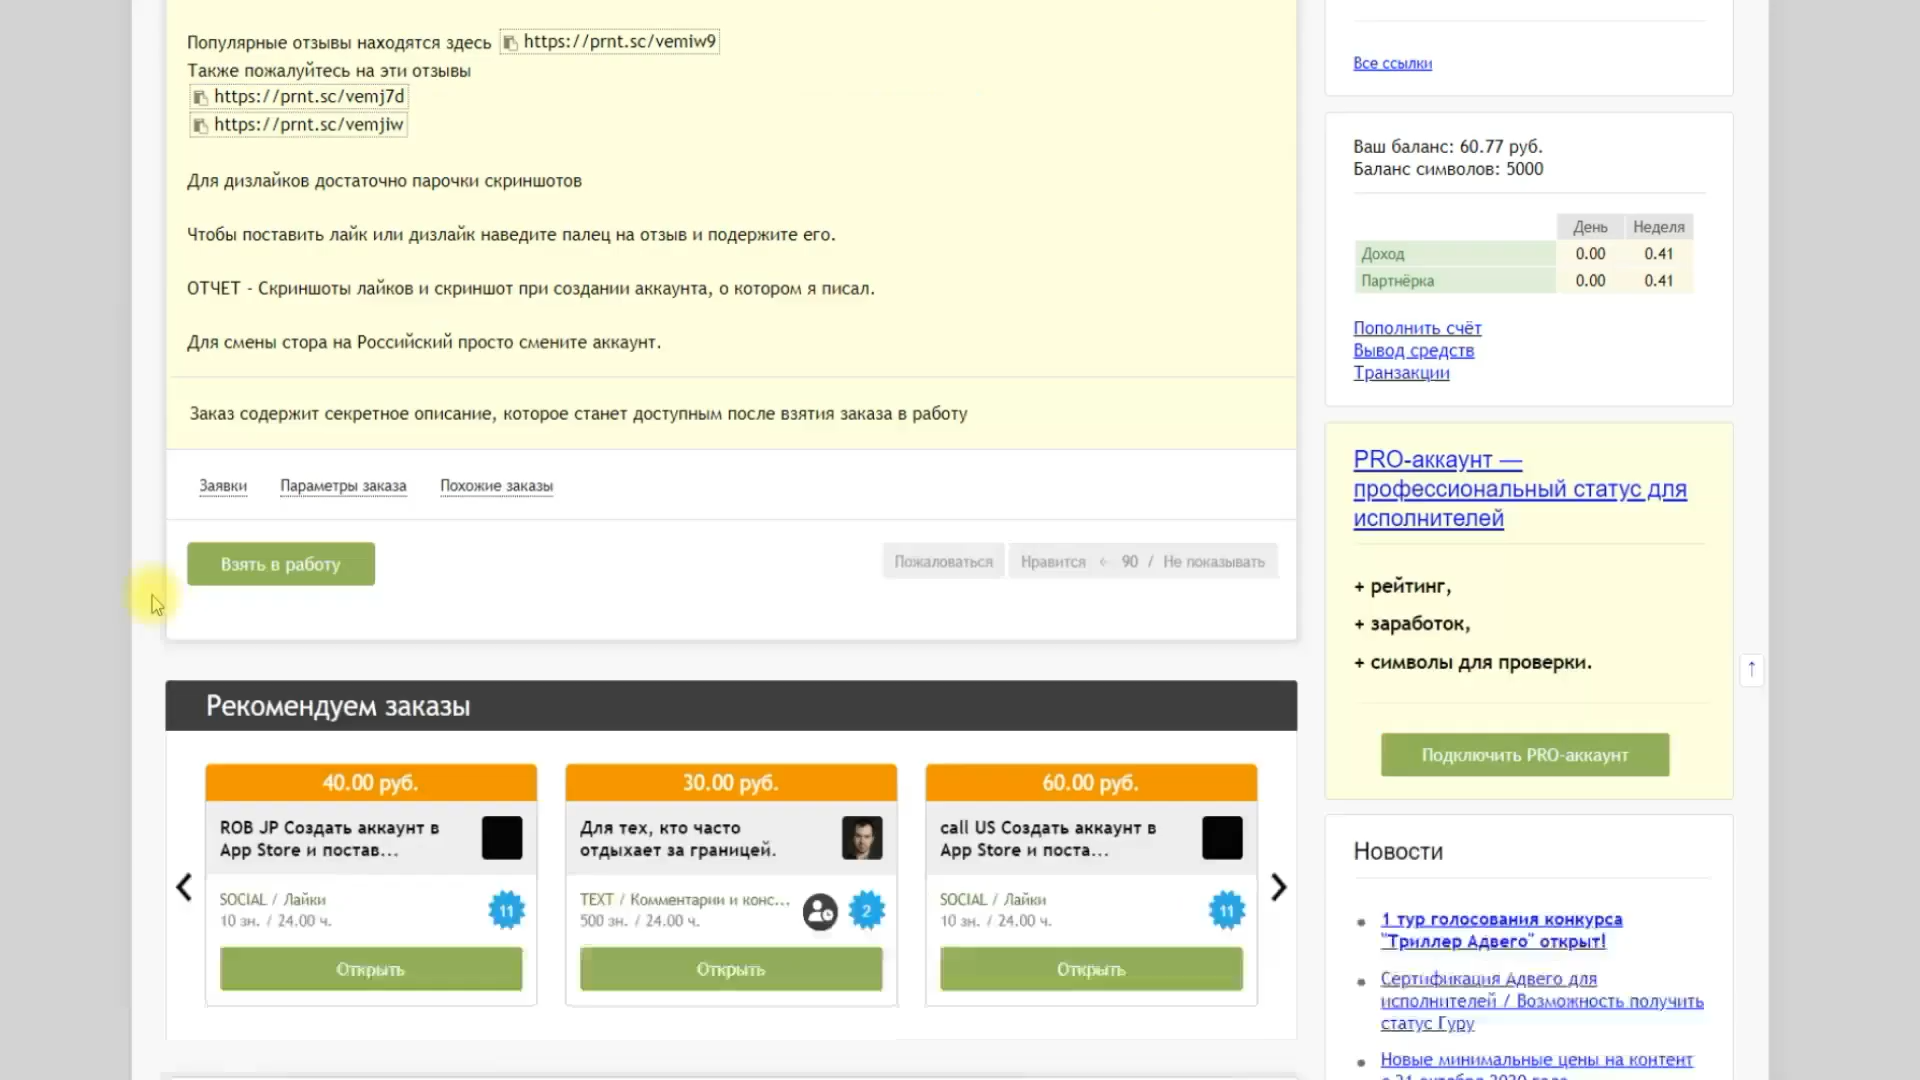 Популярные отзывы находятся здесь https://prnt.sc/vemiw9
Также пожалуйтесь на эти отзывы
https://prnt.sc/vemj7d
https://prnt.sc/vemjiw
Для дизлайков достаточно парочки скриншотов
Чтобы поставить лайк или дизлайк наведите палец на отзыв и подержите его.
ОТЧЕТ - Скриншоты лайков и скриншот при создании аккаунта, о котором я писал.
Для смены стора на Российский просто смените аккаунт.
Заказ содержит секретное описание, которое станет доступным после взятия заказа в работу
Заявки Параметры заказа Похожие заказы
Взять в работу
Пожаловаться Нравится ← 90 / Не показывать
Рекомендуем заказы
40.00 руб.
ROB JP Создать аккаунт в
App Store и постав...
SOCIAL / Лайки
10 зн. / 24.00 ч.
11
Открыть
30.00 руб.
Для тех, кто часто
отдыхает за границей.
TEXT / Комментарии и конс...
500 зн. / 24.00 ч.
2
Открыть
60.00 руб.
call US Создать аккаунт в
App Store и поста...
SOCIAL / Лайки
10 зн. / 24.00 ч.
11
Открыть
Все ссылки
Ваш баланс: 60.77 руб.
Баланс символов: 5000
День Неделя
Доход 0.00 0.41
Партнёрка 0.00 0.41
Пополнить счёт
Вывод средств
Транзакции
PRO-аккаунт —
профессиональный статус для
исполнителей
+ рейтинг,
+ заработок,
+ символы для проверки.
Подключить PRO-аккаунт
↑
Новости
1 тур голосования конкурса
"Триллер Адвего" открыт!
Сертификация Адвего для
исполнителей / Возможность получить
статус Гуру
Новые минимальные цены на контент
с 21 октября 2020 года